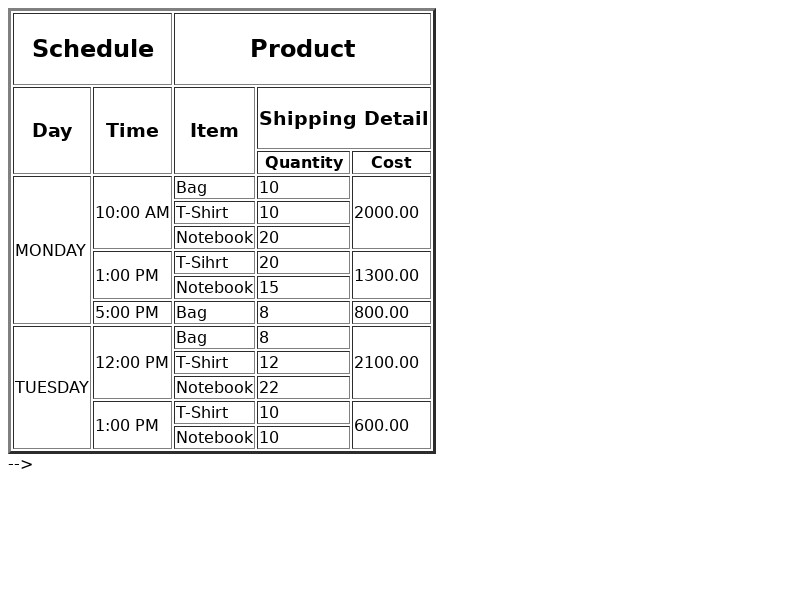 Schedule Product
Day Time Item Shipping Detail
Quantity Cost
MONDAY 10:00 AM Bag 10 2000.00
T-Shirt 10
Notebook 20
1:00 PM T-Sihrt 20 1300.00
Notebook 15
5:00 PM Bag 8 800.00
TUESDAY 12:00 PM Bag 8 2100.00
T-Shirt 12
Notebook 22
1:00 PM T-Shirt 10 600.00
Notebook 10
-->